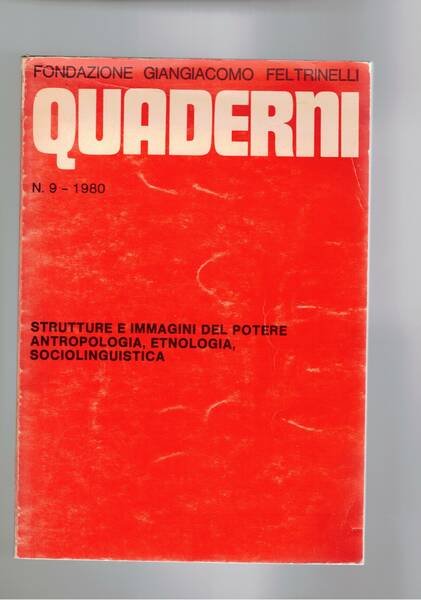 FONDAZIONE GIANGIACOMO FELTRINELLI
QUADERNI
N. 9 - 1980
STRUTTURE E IMMAGINI DEL POTERE
ANTROPOLOGIA, ETNOLOGIA,
SOCIOLINGUISTICA